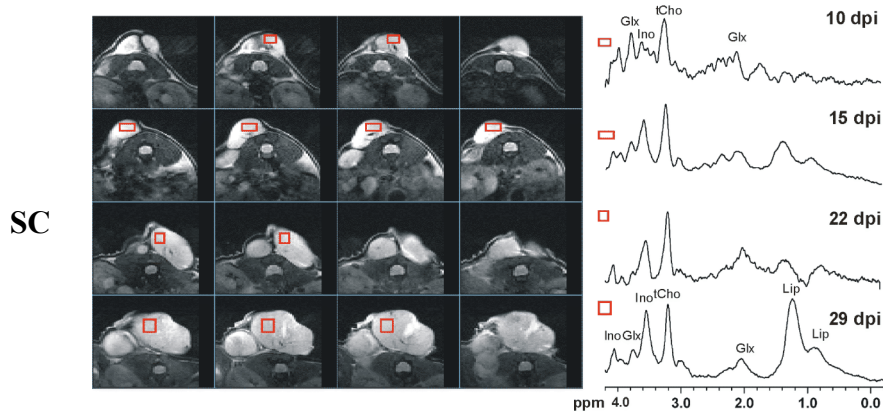 SC
10 dpi
tCho
Glx
Ino
Glx
15 dpi
22 dpi
29 dpi
Ino
tCho
Lip
Ino
Glx
Glx
Lip
ppm 4.0 3.0 2.0 1.0 0.0